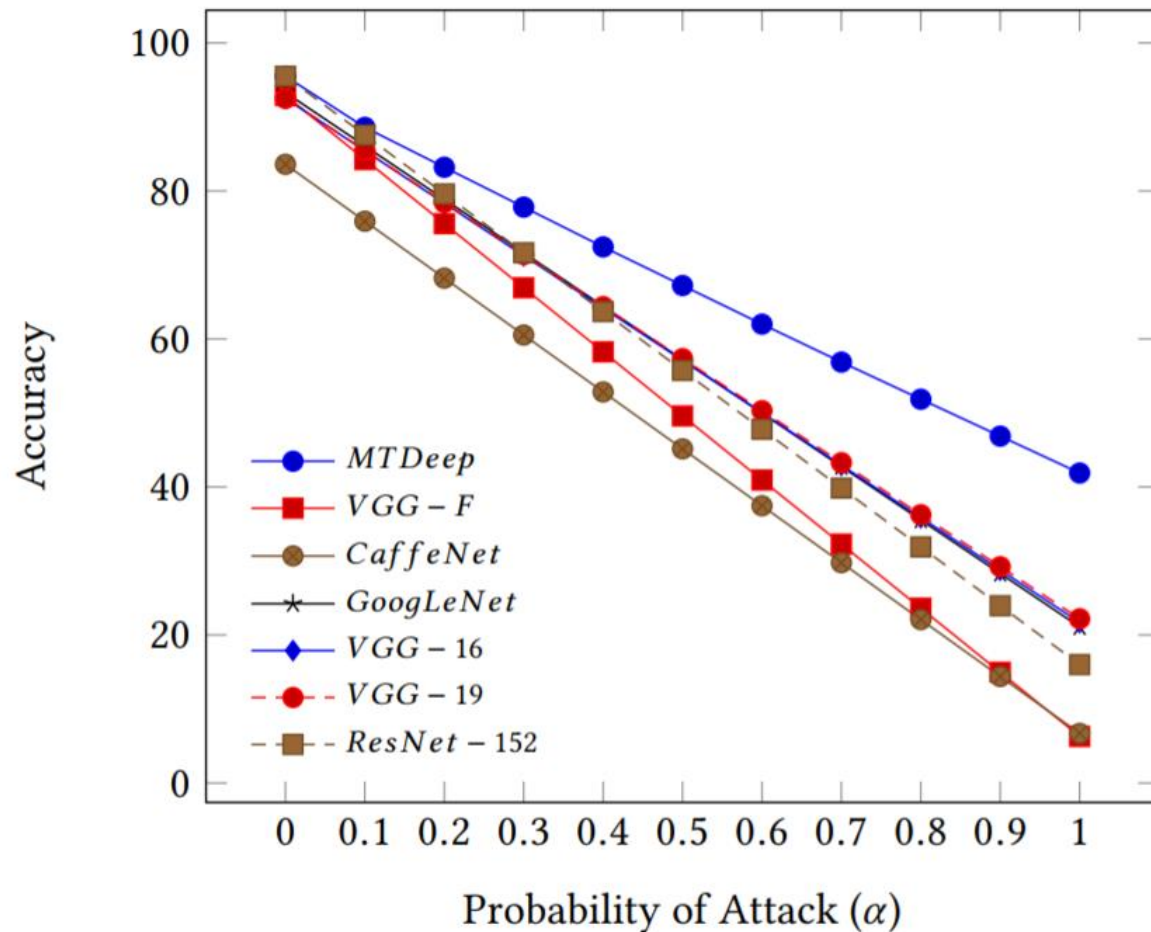 100
80
60
40
20
0
Accuracy
MTDeep
VGG − F
CaffeNet
GoogLeNet
VGG − 16
VGG − 19
ResNet − 152
0 0.1 0.2 0.3 0.4 0.5 0.6 0.7 0.8 0.9 1
Probability of Attack (α)